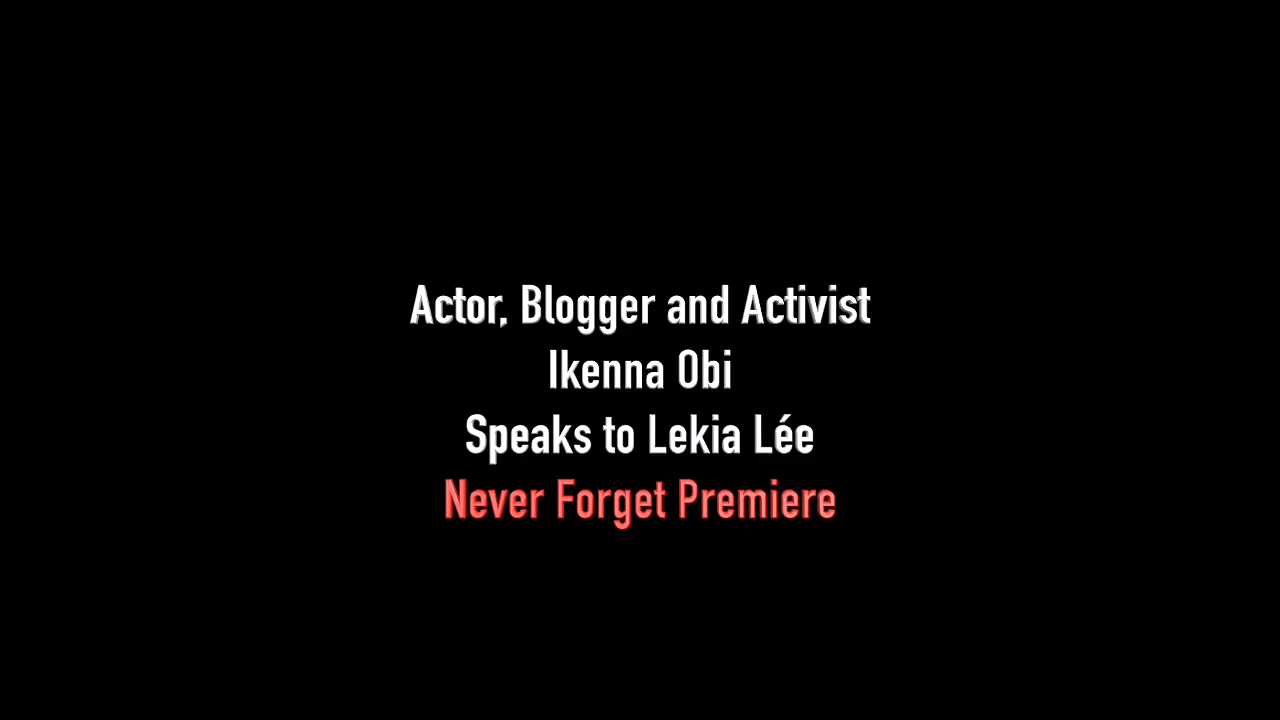 Actor, Blogger and Activist
Ikenna Obi
Speaks to Lekia Lée
Never Forget Premiere